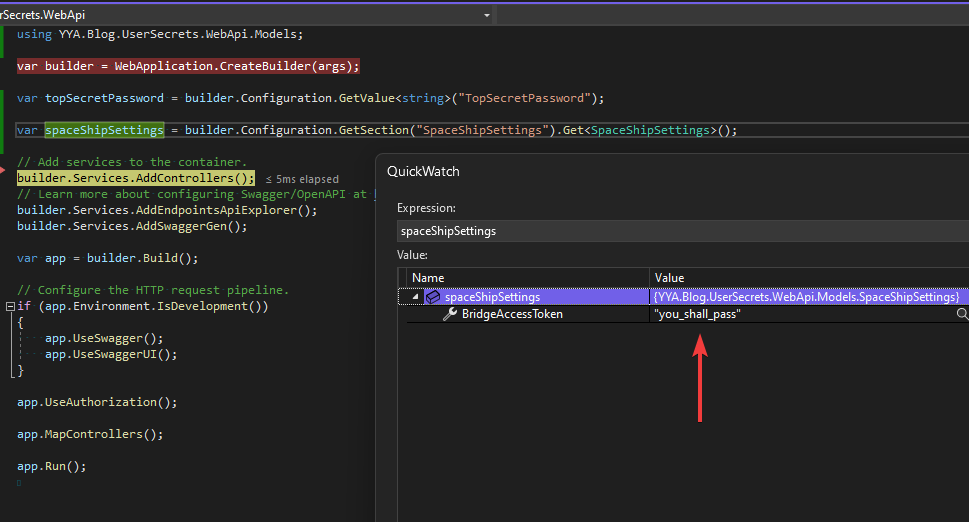 rSecrets.WebApi
using YYA.Blog.UserSecrets.WebApi.Models;
var builder = WebApplication.CreateBuilder(args);
var topSecretPassword = builder.Configuration.GetValue<string>("TopSecretPassword");
var spaceShipSettings = builder.Configuration.GetSection("SpaceShipSettings").Get<SpaceShipSettings>();
// Add services to the container.
builder.Services.AddControllers(); ≤ 5ms elapsed
// Learn more about configuring Swagger/OpenAPI at
builder.Services.AddEndpointsApiExplorer();
builder.Services.AddSwaggerGen();
var app = builder.Build();
// Configure the HTTP request pipeline.
if (app.Environment.IsDevelopment())
{
app.UseSwagger();
app.UseSwaggerUI();
}
app.UseAuthorization();
app.MapControllers();
app.Run();
QuickWatch
Expression:
spaceShipSettings
Value:
Name Value
spaceShipSettings {YYA.Blog.UserSecrets.WebApi.Models.SpaceShipSettings}
BridgeAccessToken "you_shall_pass"